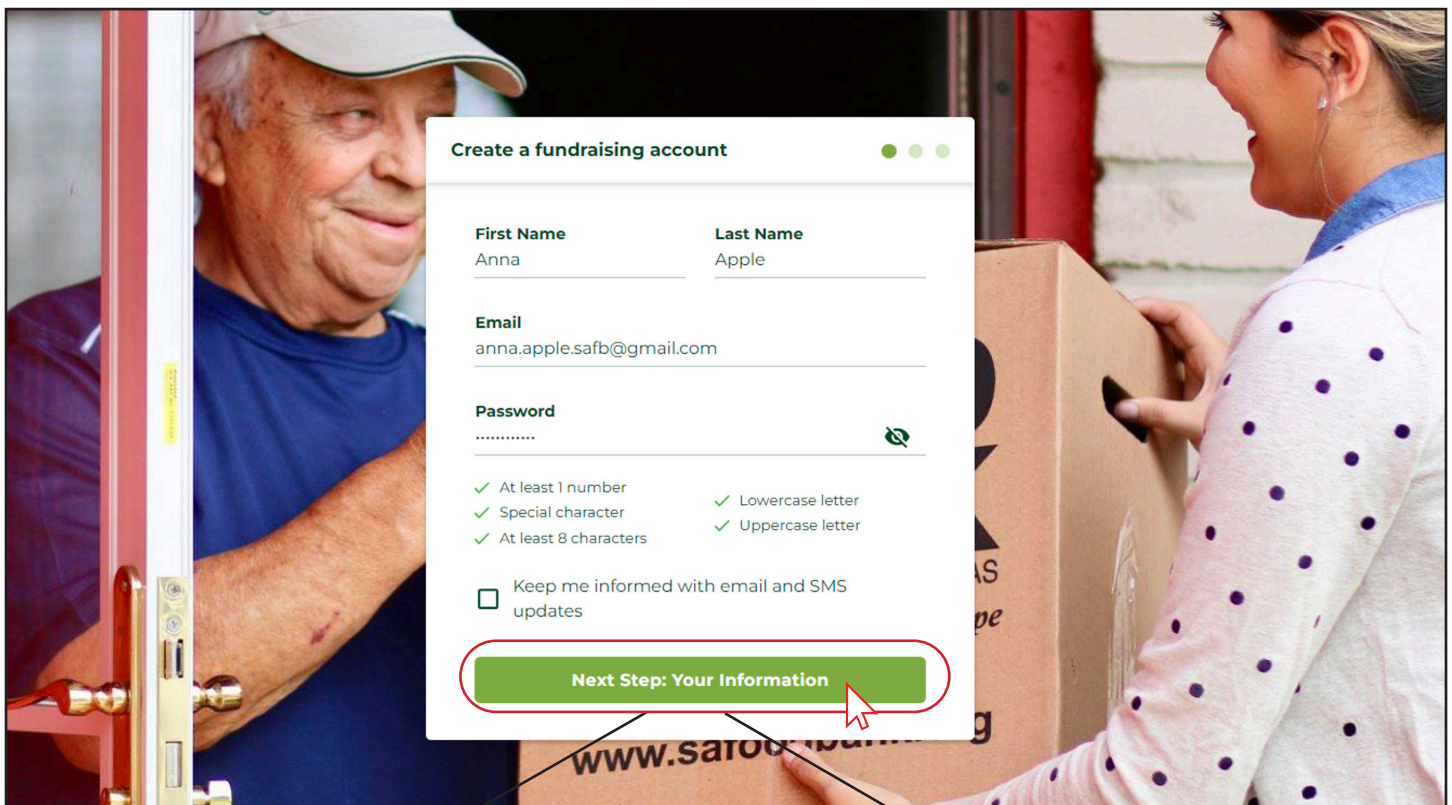 Create a fundraising account
First Name
Last Name
Anna
Apple
Email
anna.apple.safb@gmail.com
Password
············
At least 1 number
Special character
At least 8 characters
Lowercase letter
Uppercase letter
Keep me informed with email and SMS
updates
Next Step: Your Information
AS
pe